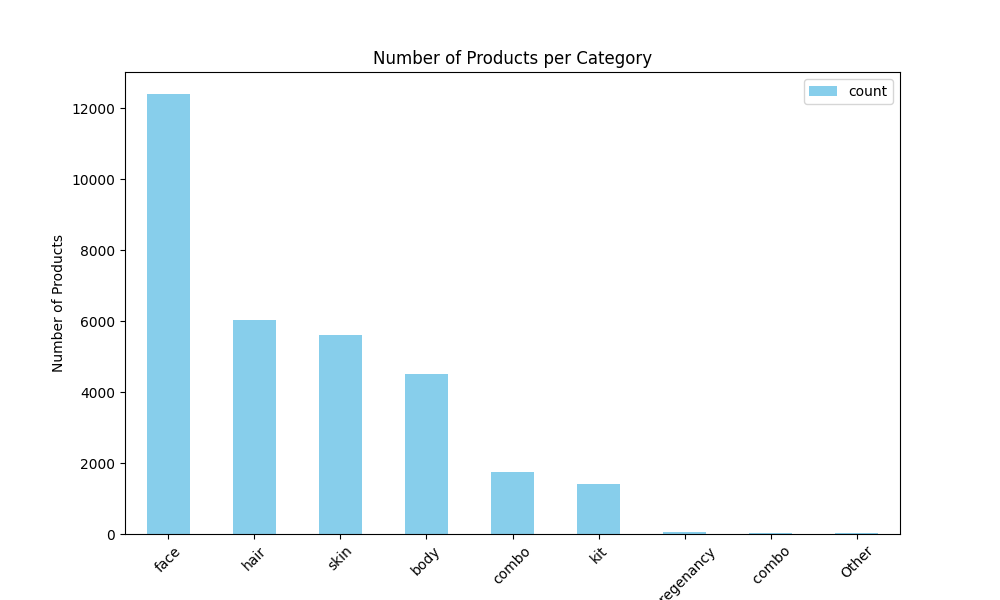 Number of Products per Category
count
Number of Products
12000
10000
8000
6000
4000
2000
0
face
hair
skin
body
combo
kit
regenancy
combo
Other